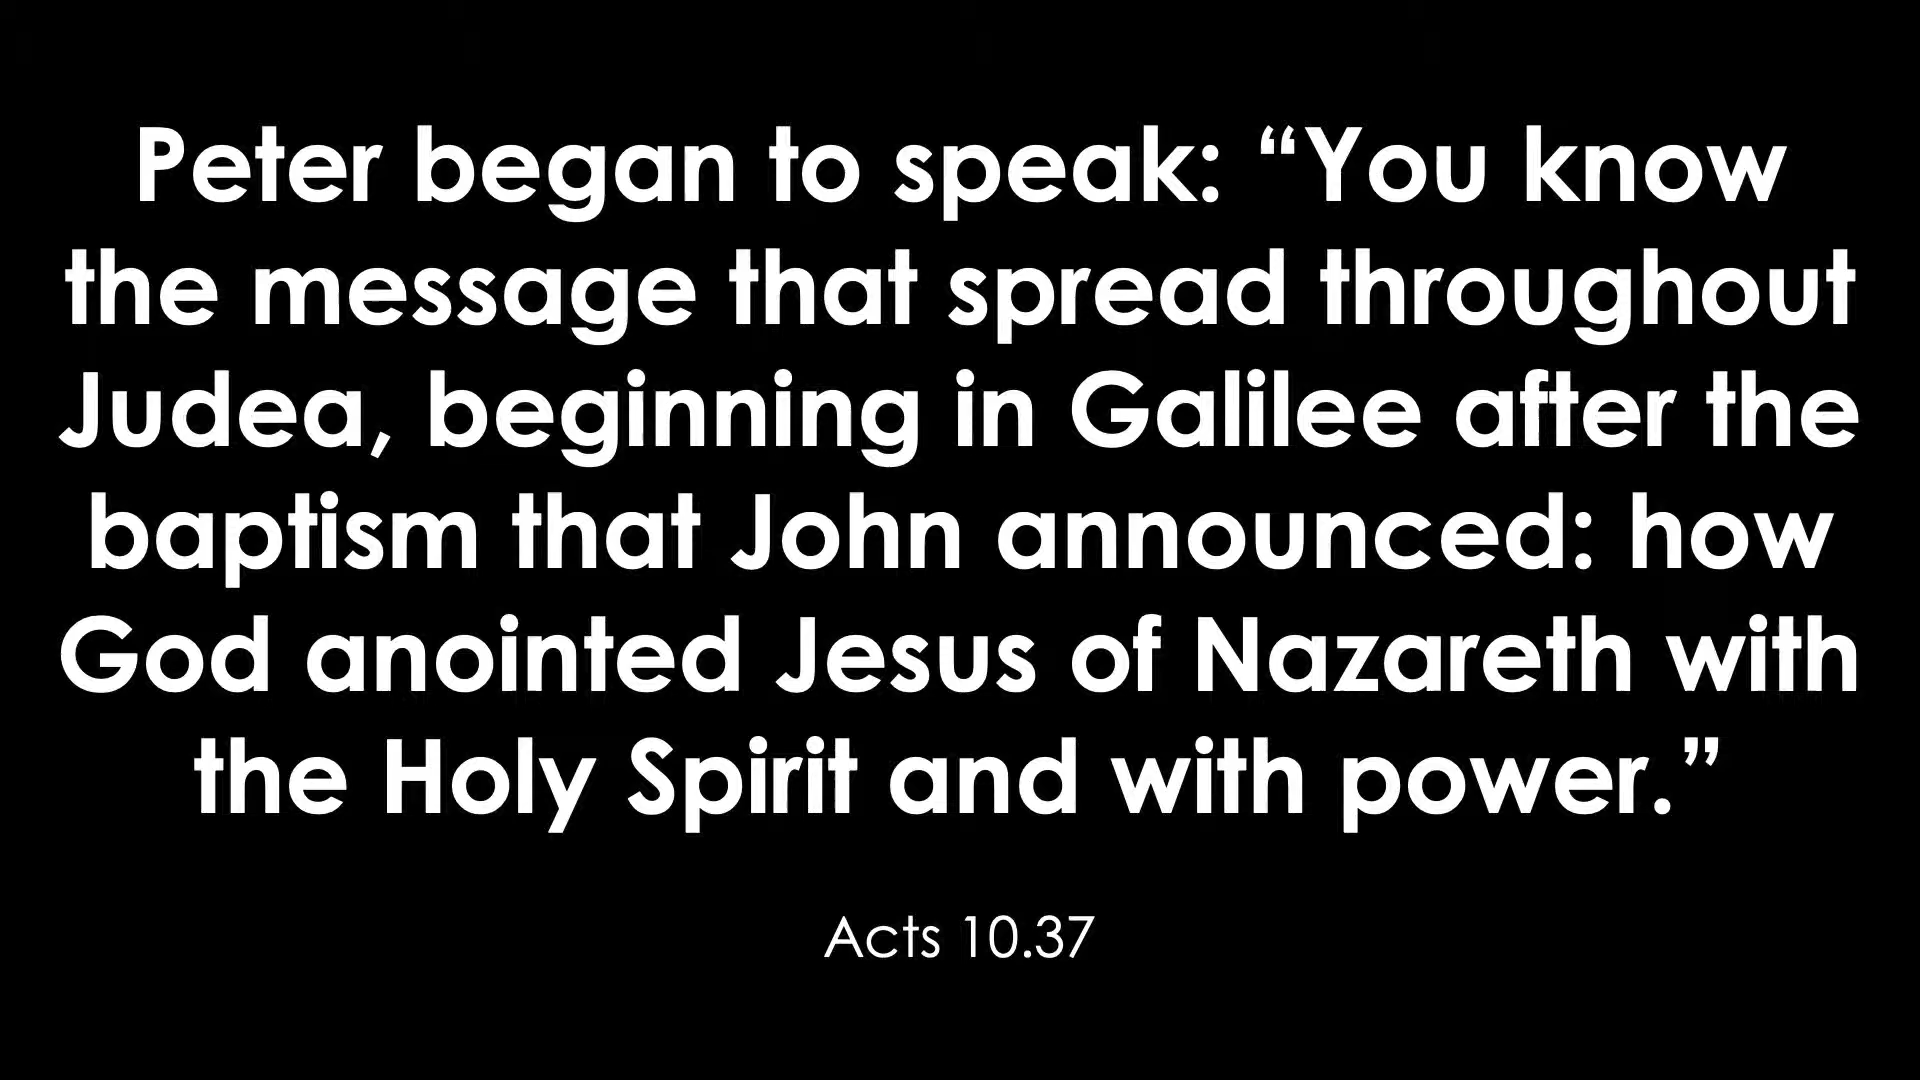 Peter began to speak: “You know
the message that spread throughout
Judea, beginning in Galilee after the
baptism that John announced: how
God anointed Jesus of Nazareth with
the Holy Spirit and with power.”
Acts 10.37